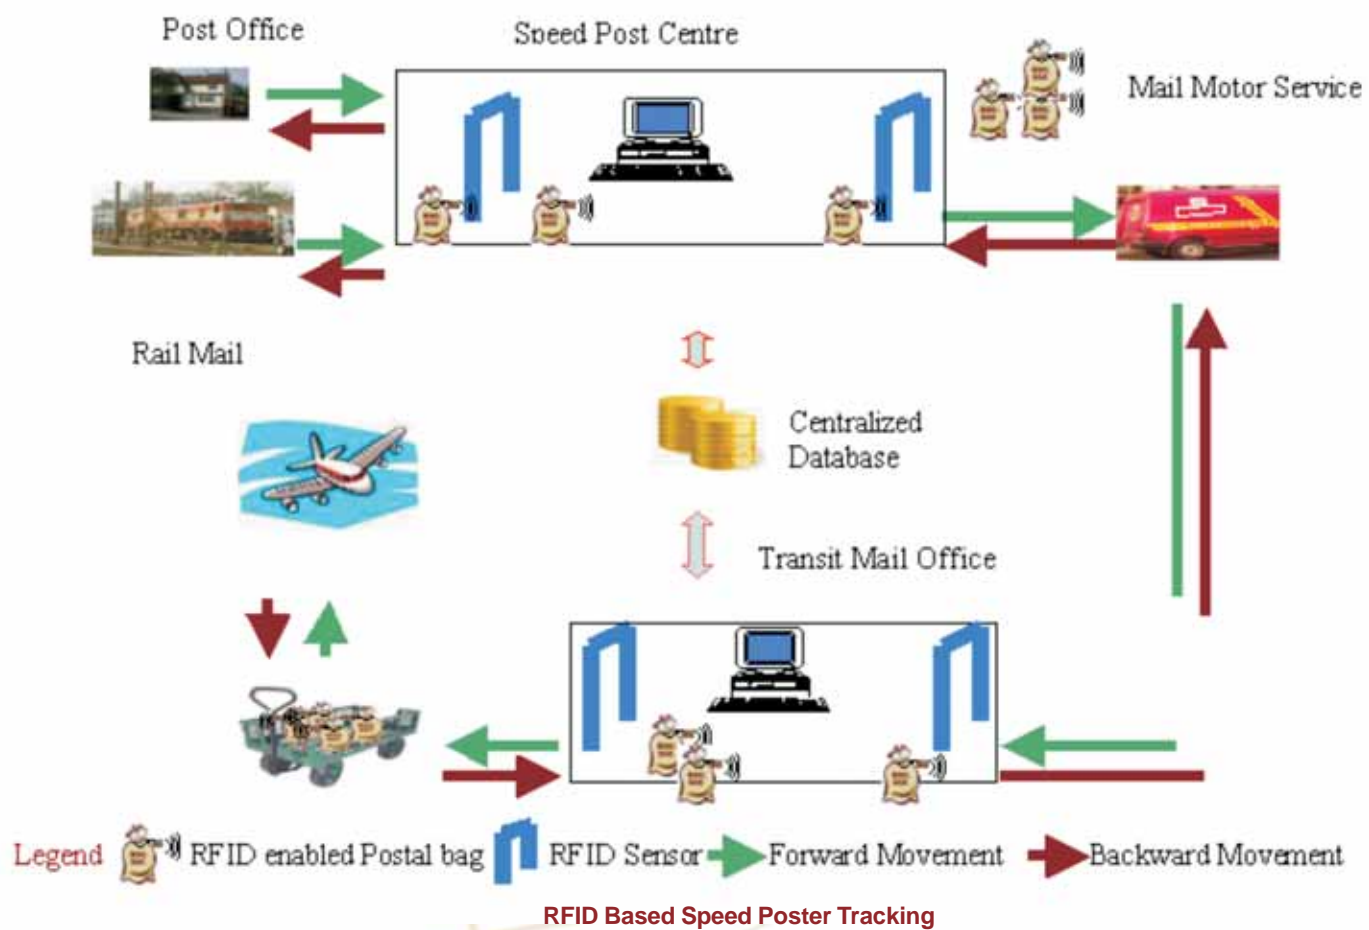 Post Office
Speed Post Centre
Mail Motor Service
Rail Mail
Centralized
Database
Transit Mail Office
Legend
RFID enabled Postal bag
RFID Sensor
Forward Movement
Backward Movement
RFID Based Speed Poster Tracking